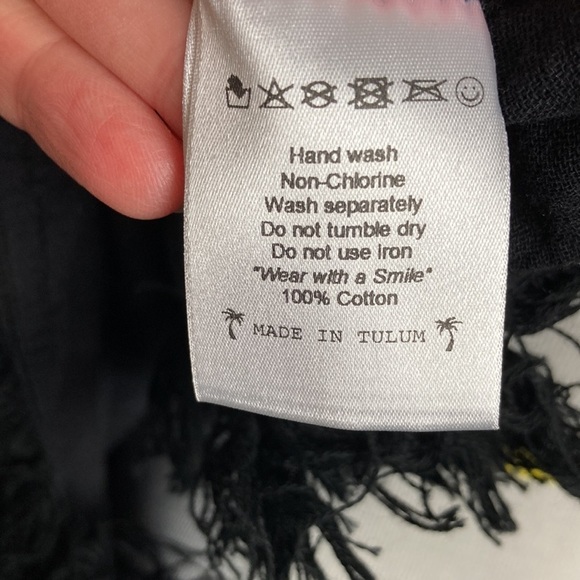 Hand wash
Non-Chlorine
Wash separately
Do not tumble dry
Do not use iron
"Wear with a Smile"
100% Cotton
MADE IN TULUM